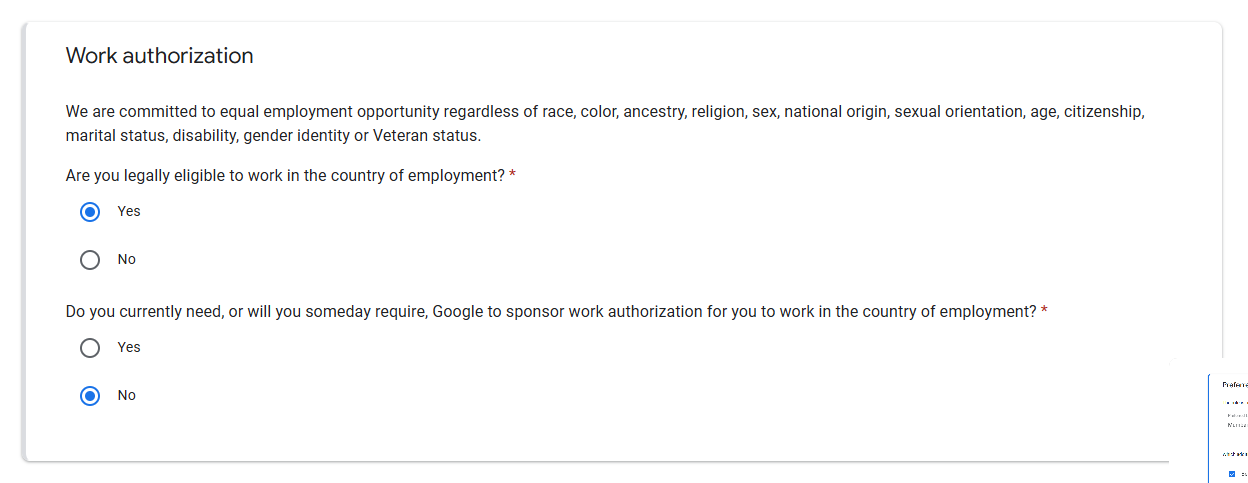 Work authorization
We are committed to equal employment opportunity regardless of race, color, ancestry, religion, sex, national origin, sexual orientation, age, citizenship,
marital status, disability, gender identity or Veteran status.
Are you legally eligible to work in the country of employment? *
Yes
No
Do you currently need, or will you someday require, Google to sponsor work authorization for you to work in the country of employment? *
Yes
No